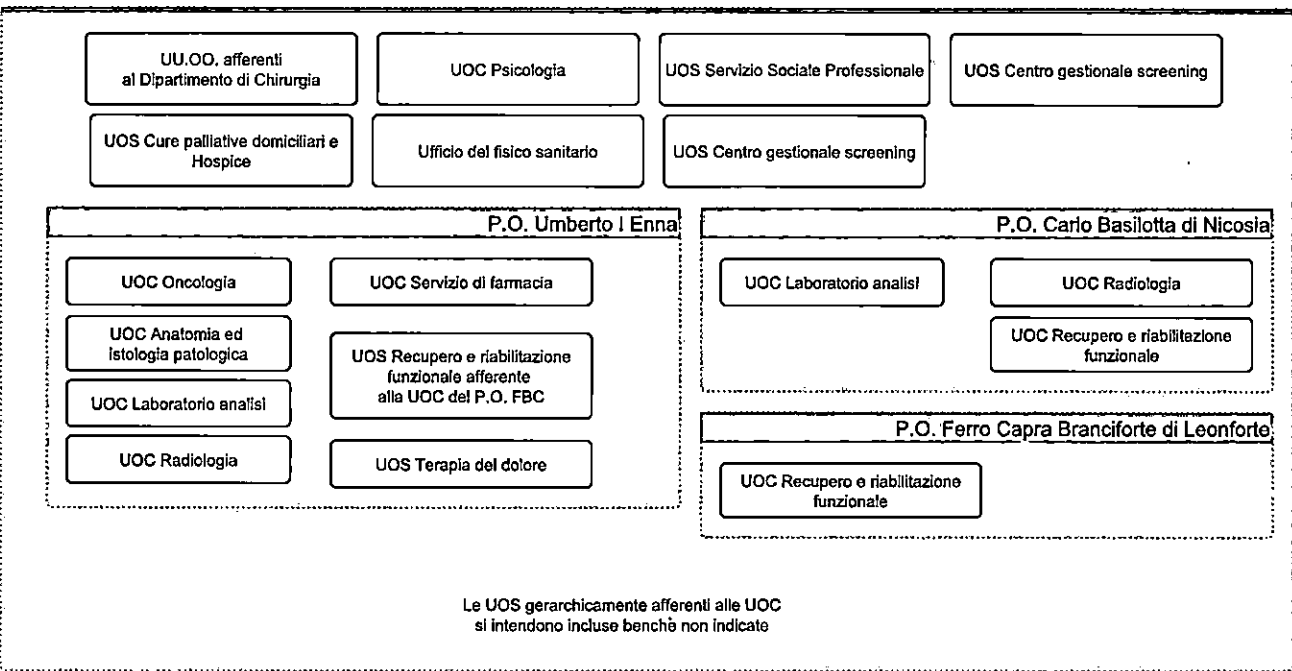 UU.OO. afferenti
al Dipartimento di Chirurgia
UOC Psicologia
UOS Servizio Sociale Professionale
UOS Centro gestionale screening
UOS Cure palliative domiciliari e
Hospice
Ufficio del fisico sanitario
UOS Centro gestionale screening
P.O. Umberto I Enna
UOC Oncologia
UOC Servizio di farmacia
UOC Anatomia ed
istologia patologica
UOS Recupero e riabilitazione
funzionale afferente
alla UOC del P.O. FBC
UOC Laboratorio analisi
UOC Radiologia
UOS Terapia del dolore
P.O. Carlo Basilotta di Nicosia
UOC Laboratorio analisi
UOC Radiologia
UOC Recupero e riabilitazione
funzionale
P.O. Ferro Capra Branciforte di Leonforte
UOC Recupero e riabilitazione
funzionale
Le UOS gerarchicamente afferenti alle UOC
si intendono incluse benchè non indicate